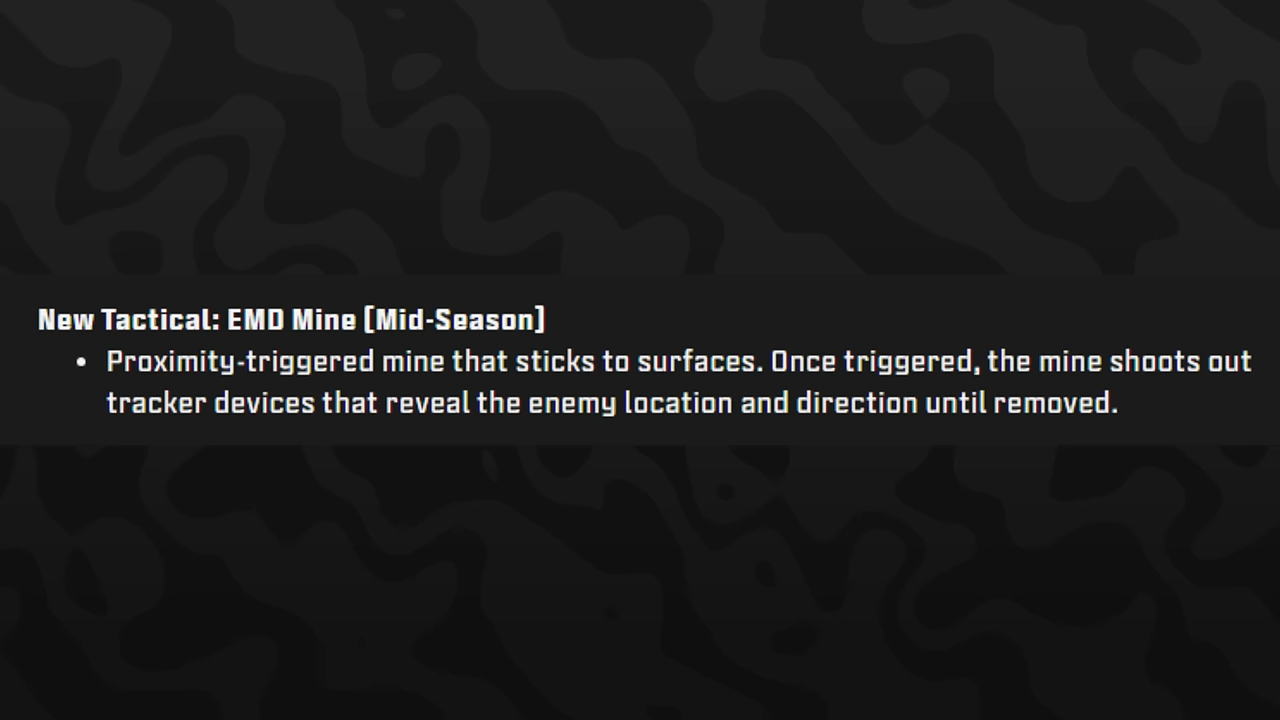 New Tactical: EMD Mine [Mid-Season]
• Proximity-triggered mine that sticks to surfaces. Once triggered, the mine shoots out
tracker devices that reveal the enemy location and direction until removed.